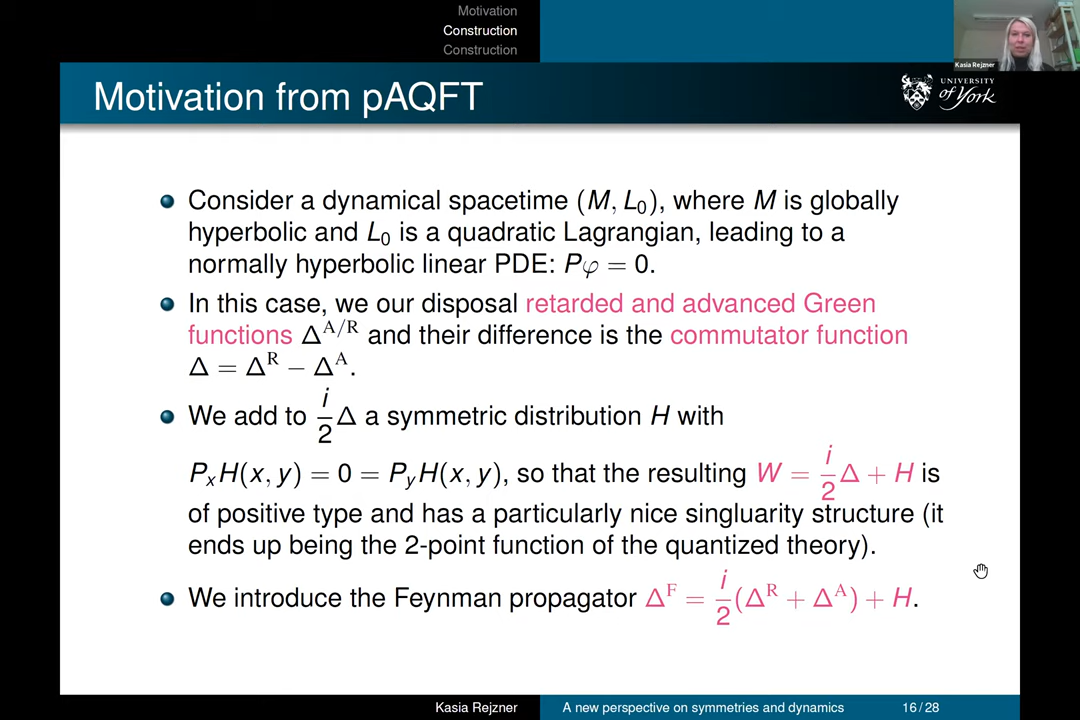 Motivation
Construction
Construction
Kasia Rejzner
Motivation from pAQFT
UNIVERSITY
of York
Consider a dynamical spacetime (M, L₀), where M is globally
hyperbolic and L₀ is a quadratic Lagrangian, leading to a
normally hyperbolic linear PDE: Pφ = 0.
In this case, we our disposal retarded and advanced Green
functions Δ^A/R and their difference is the commutator function
Δ = Δ^R − Δ^A.
We add to i/2 Δ a symmetric distribution H with
PₓH(x, y) = 0 = P_yH(x, y), so that the resulting W = i/2 Δ + H is
of positive type and has a particularly nice singluarity structure (it
ends up being the 2-point function of the quantized theory).
We introduce the Feynman propagator Δ^F = i/2 (Δ^R + Δ^A) + H.
Kasia Rejzner
A new perspective on symmetries and dynamics
16 / 28